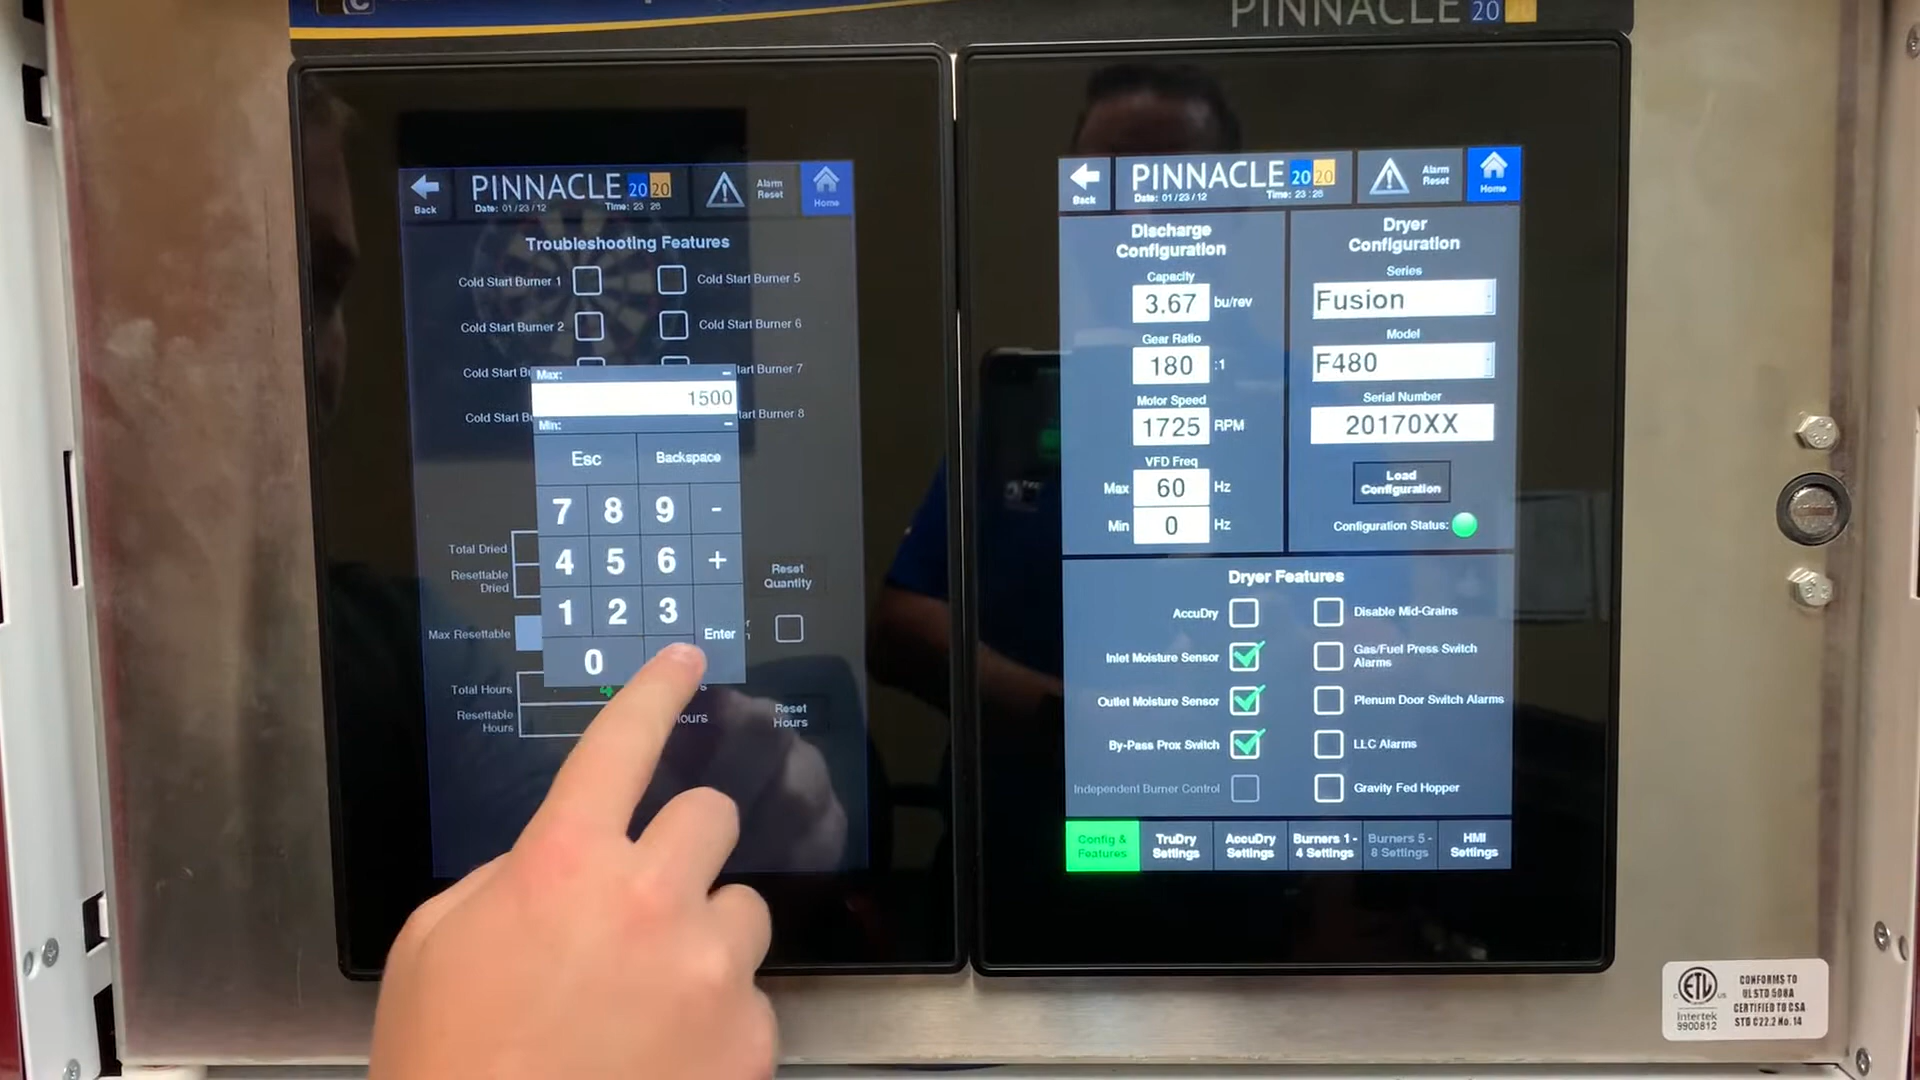 PINNACLE 20
Back
PINNACLE 20 20
Date: 01/23/12
Time: 23 26
Alarm
Reset
Home
Troubleshooting Features
Cold Start Burner 1
Cold Start Burner 5
Cold Start Burner 2
Cold Start Burner 6
Max:
1500
Min:
Esc
Backspace
7 8 9 -
4 5 6 +
1 2 3
Enter
0
Cold Start
Cold Start
Burner 8
Total Dried
Resettable
Dried
Reset
Quantity
Max Resettable
Total Hours
Resettable
Hours
Hours
Reset
Hours
Back
PINNACLE 20 20
Date: 01/23/12
Time: 23:26
Alarm
Reset
Home
Discharge
Configuration
Capacity
3.67 bu/rev
Gear Ratio
180 :1
Motor Speed
1725 RPM
VFD Freq
Max 60 Hz
Min 0 Hz
Dryer
Configuration
Series
Fusion
Model
F480
Serial Number
20170XX
Load
Configuration
Configuration Status:
Dryer Features
AccuDry
Disable Mid-Grains
Inlet Moisture Sensor
Gas/Fuel Press Switch
Alarms
Outlet Moisture Sensor
Plenum Door Switch Alarms
By-Pass Prox Switch
LLC Alarms
Independent Burner Control
Gravity Fed Hopper
Config &
Features
TruDry
Settings
AccuDry
Settings
Burners 1 -
4 Settings
Burners 5 -
8 Settings
HMI
Settings
ETL
C US
Intertek
9900812
CONFORMS TO
UL STD 508A
CERTIFIED TO CSA
STD C22.2 No. 14